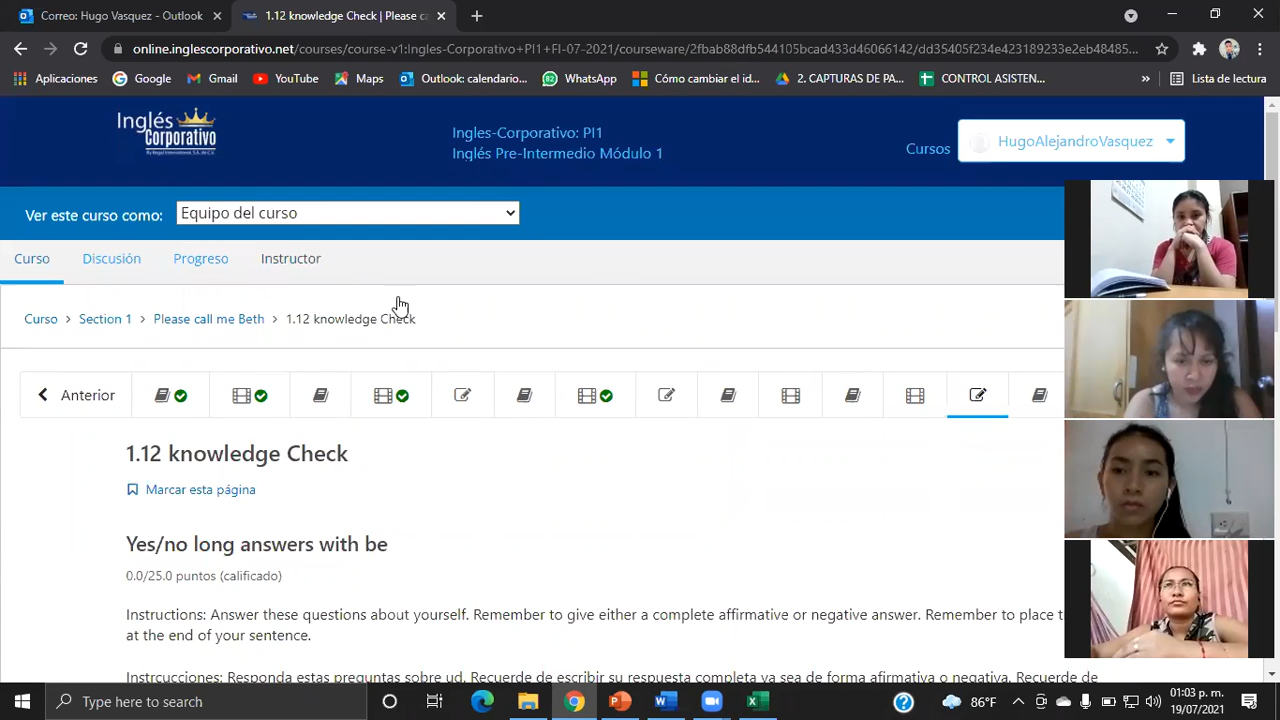 Correo: Hugo Vasquez - Outlook
1.12 knowledge Check | Please ca
online.inglescorporativo.net/courses/course-v1:Ingles-Corporativo+PI1+FI-07-2021/courseware/2fbab88dfb544105bcad433d46066142/dd35405f234e423189233e2eb48485...
Aplicaciones Google Gmail YouTube Maps Outlook: calendario... WhatsApp Cómo cambiar el id... 2. CAPTURAS DE PA... CONTROL ASISTEN... » Lista de lectura
Inglés
Corporativo
Ingles-Corporativo: PI1
Inglés Pre-Intermedio Módulo 1
Cursos
HugoAlejandroVasquez
Ver este curso como: Equipo del curso
Curso Discusión Progreso Instructor
Curso > Section 1 > Please call me Beth > 1.12 knowledge Check
Anterior
1.12 knowledge Check
Marcar esta página
Yes/no long answers with be
0.0/25.0 puntos (calificado)
Instructions: Answer these questions about yourself. Remember to give either a complete affirmative or negative answer. Remember to place t
at the end of your sentence.
Instrucciones: Responda estas preguntas sobre ud. Recuerde de escribir su respuesta completa ya sea de forma afirmativa o negativa. Recuerde de
Type here to search
86°F
01:03 p. m.
19/07/2021